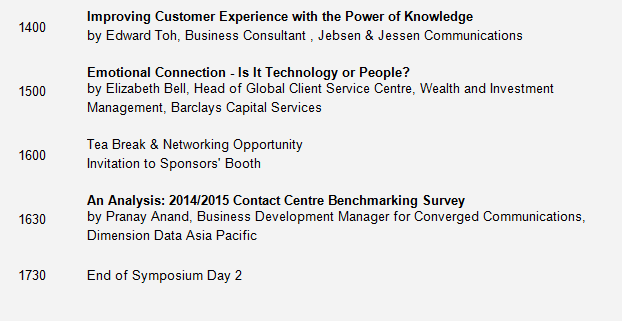 1400
Improving Customer Experience with the Power of Knowledge
by Edward Toh, Business Consultant , Jebsen & Jessen Communications
1500
Emotional Connection - Is It Technology or People?
by Elizabeth Bell, Head of Global Client Service Centre, Wealth and Investment
Management, Barclays Capital Services
1600
Tea Break & Networking Opportunity
Invitation to Sponsors' Booth
1630
An Analysis: 2014/2015 Contact Centre Benchmarking Survey
by Pranay Anand, Business Development Manager for Converged Communications,
Dimension Data Asia Pacific
1730
End of Symposium Day 2